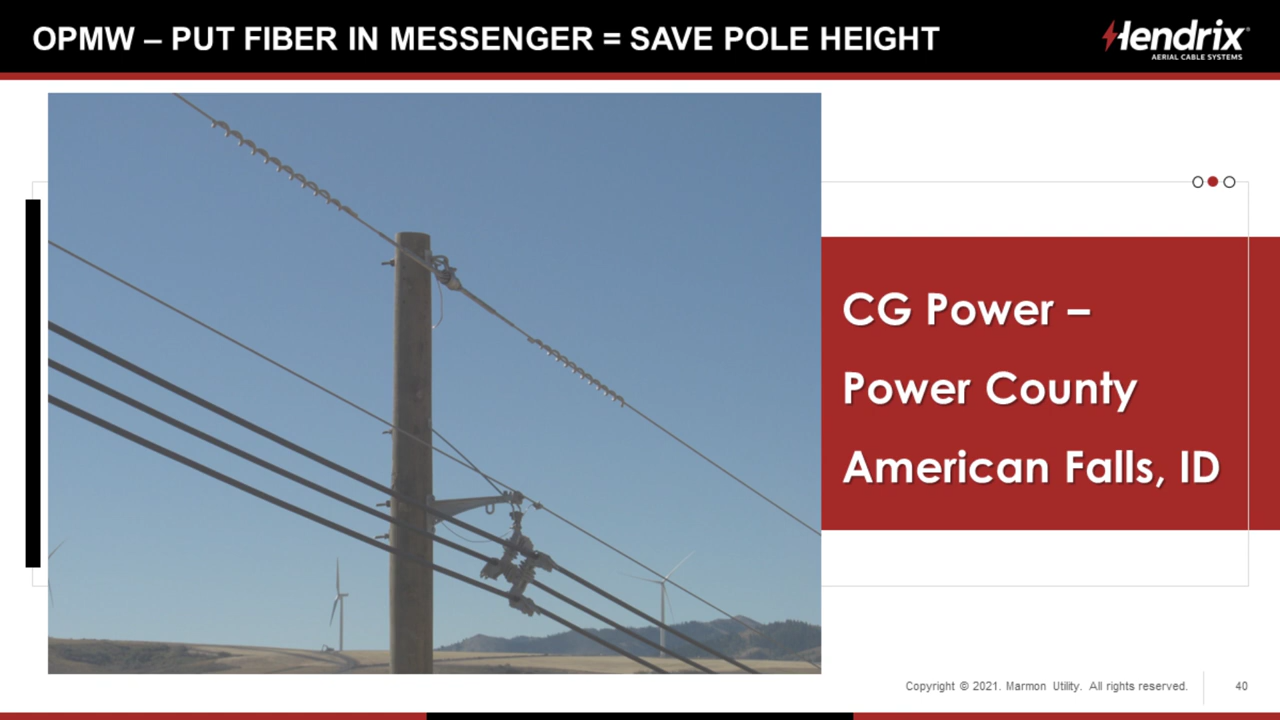 OPMW – PUT FIBER IN MESSENGER = SAVE POLE HEIGHT
Hendrix®
AERIAL CABLE SYSTEMS
CG Power –
Power County
American Falls, ID
Copyright © 2021. Marmon Utility. All rights reserved.
40